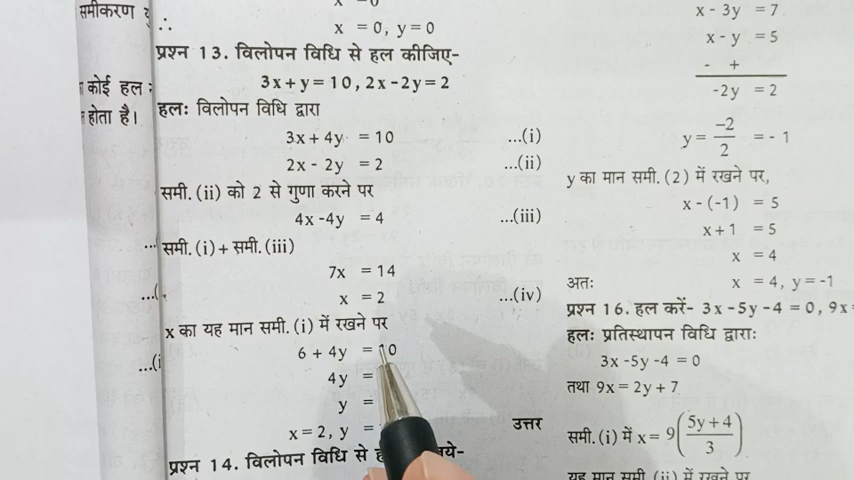 समीकरण
कोई हल
होता है।
x = 0, y = 0
प्रश्न 13. विलोपन विधि से हल कीजिए-
3x + y = 10, 2x - 2y = 2
हलः विलोपन विधि द्वारा
3x + 4y = 10 ...(i)
2x - 2y = 2 ...(ii)
समी. (ii) को 2 से गुणा करने पर
4x - 4y = 4 ...(iii)
समी. (i) + समी. (iii)
7x = 14
x = 2 ...(iv)
x का यह मान समी. (i) में रखने पर
6 + 4y = 10
4y =
y =
x = 2, y = उत्तर
प्रश्न 14. विलोपन विधि से
x - 3y = 7
x - y = 5
- +
-2y = 2
y = -2/2 = - 1
y का मान समी. (2) में रखने पर,
x - (-1) = 5
x + 1 = 5
x = 4
अतः x = 4, y = -1
प्रश्न 16. हल करें- 3x - 5y - 4 = 0, 9x
हलः प्रतिस्थापन विधि द्वाराः
3x - 5y - 4 = 0
तथा 9x = 2y + 7
समी. (i) में x = 9((5y + 4)/3)
यह मान समी. (ii) में रखने पर